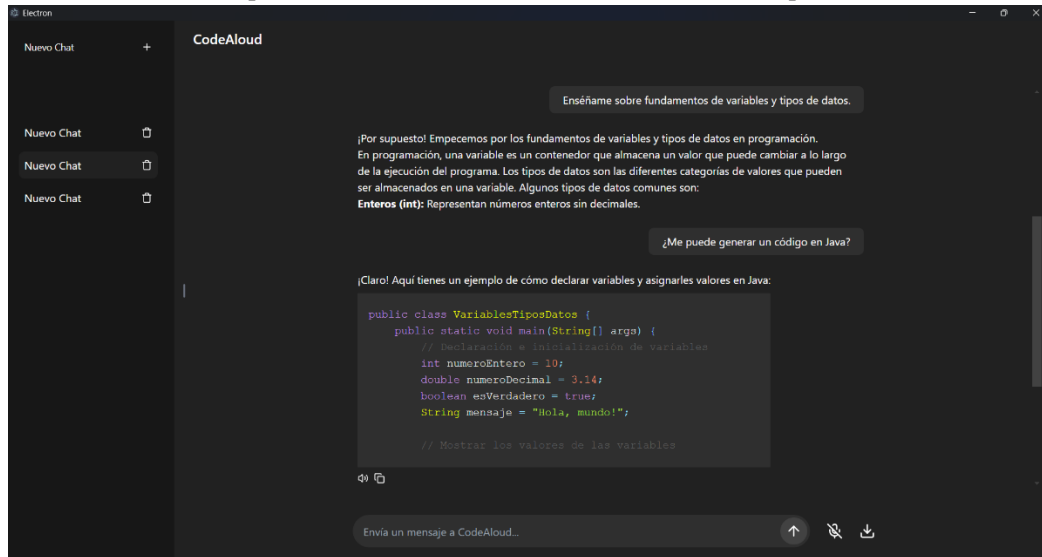 Electron
Nuevo Chat
+
CodeAloud
Enséñame sobre fundamentos de variables y tipos de datos.
Nuevo Chat
Nuevo Chat
Nuevo Chat
¡Por supuesto! Empecemos por los fundamentos de variables y tipos de datos en programación.
En programación, una variable es un contenedor que almacena un valor que puede cambiar a lo largo
de la ejecución del programa. Los tipos de datos son las diferentes categorías de valores que pueden
ser almacenados en una variable. Algunos tipos de datos comunes son:
Enteros (int): Representan números enteros sin decimales.
¿Me puede generar un código en Java?
¡Claro! Aquí tienes un ejemplo de cómo declarar variables y asignarles valores en Java:
public class VariablesTiposDatos {
public static void main(String[] args) {
// Declaración e inicialización de variables
int numeroEntero = 10;
double numeroDecimal = 3.14;
boolean esVerdadero = true;
String mensaje = "Hola, mundo!";
// Mostrar los valores de las variables
Envía un mensaje a CodeAloud...